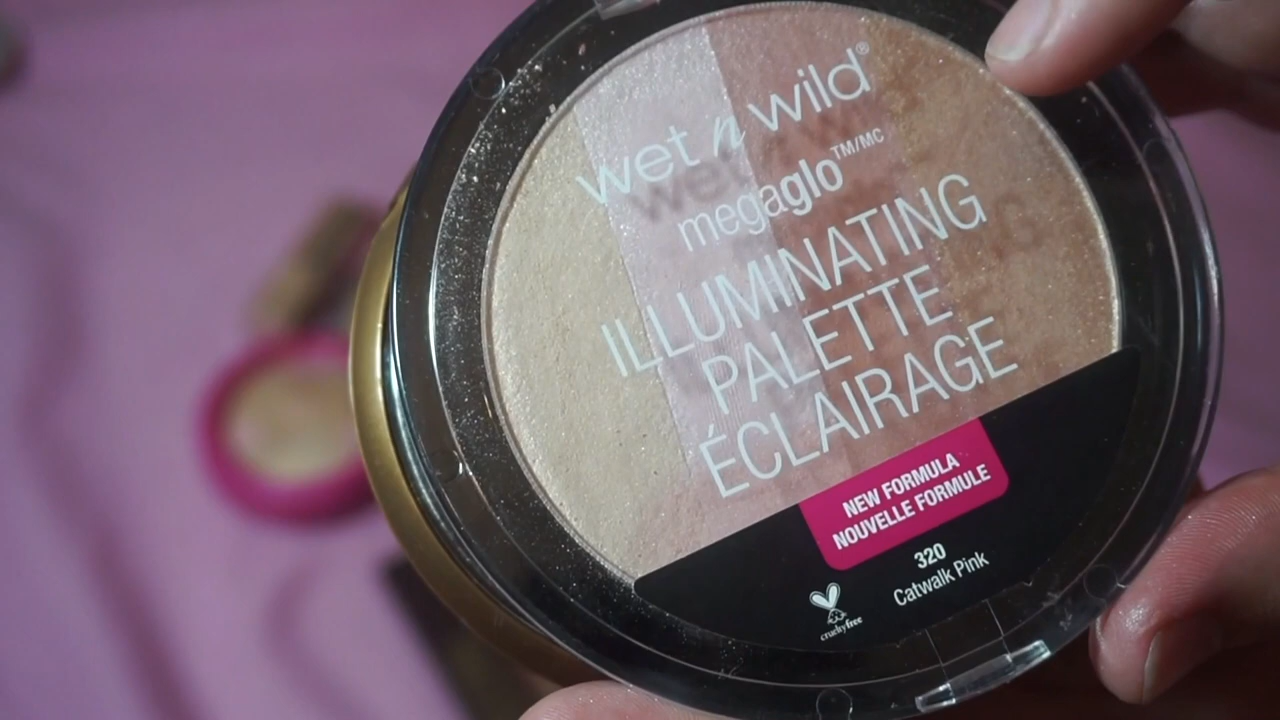 wet n wild®
megaglo™/MC
ILLUMINATING
PALETTE
ÉCLAIRAGE
NEW FORMULA
NOUVELLE FORMULE
320
Catwalk Pink
crueltyfree